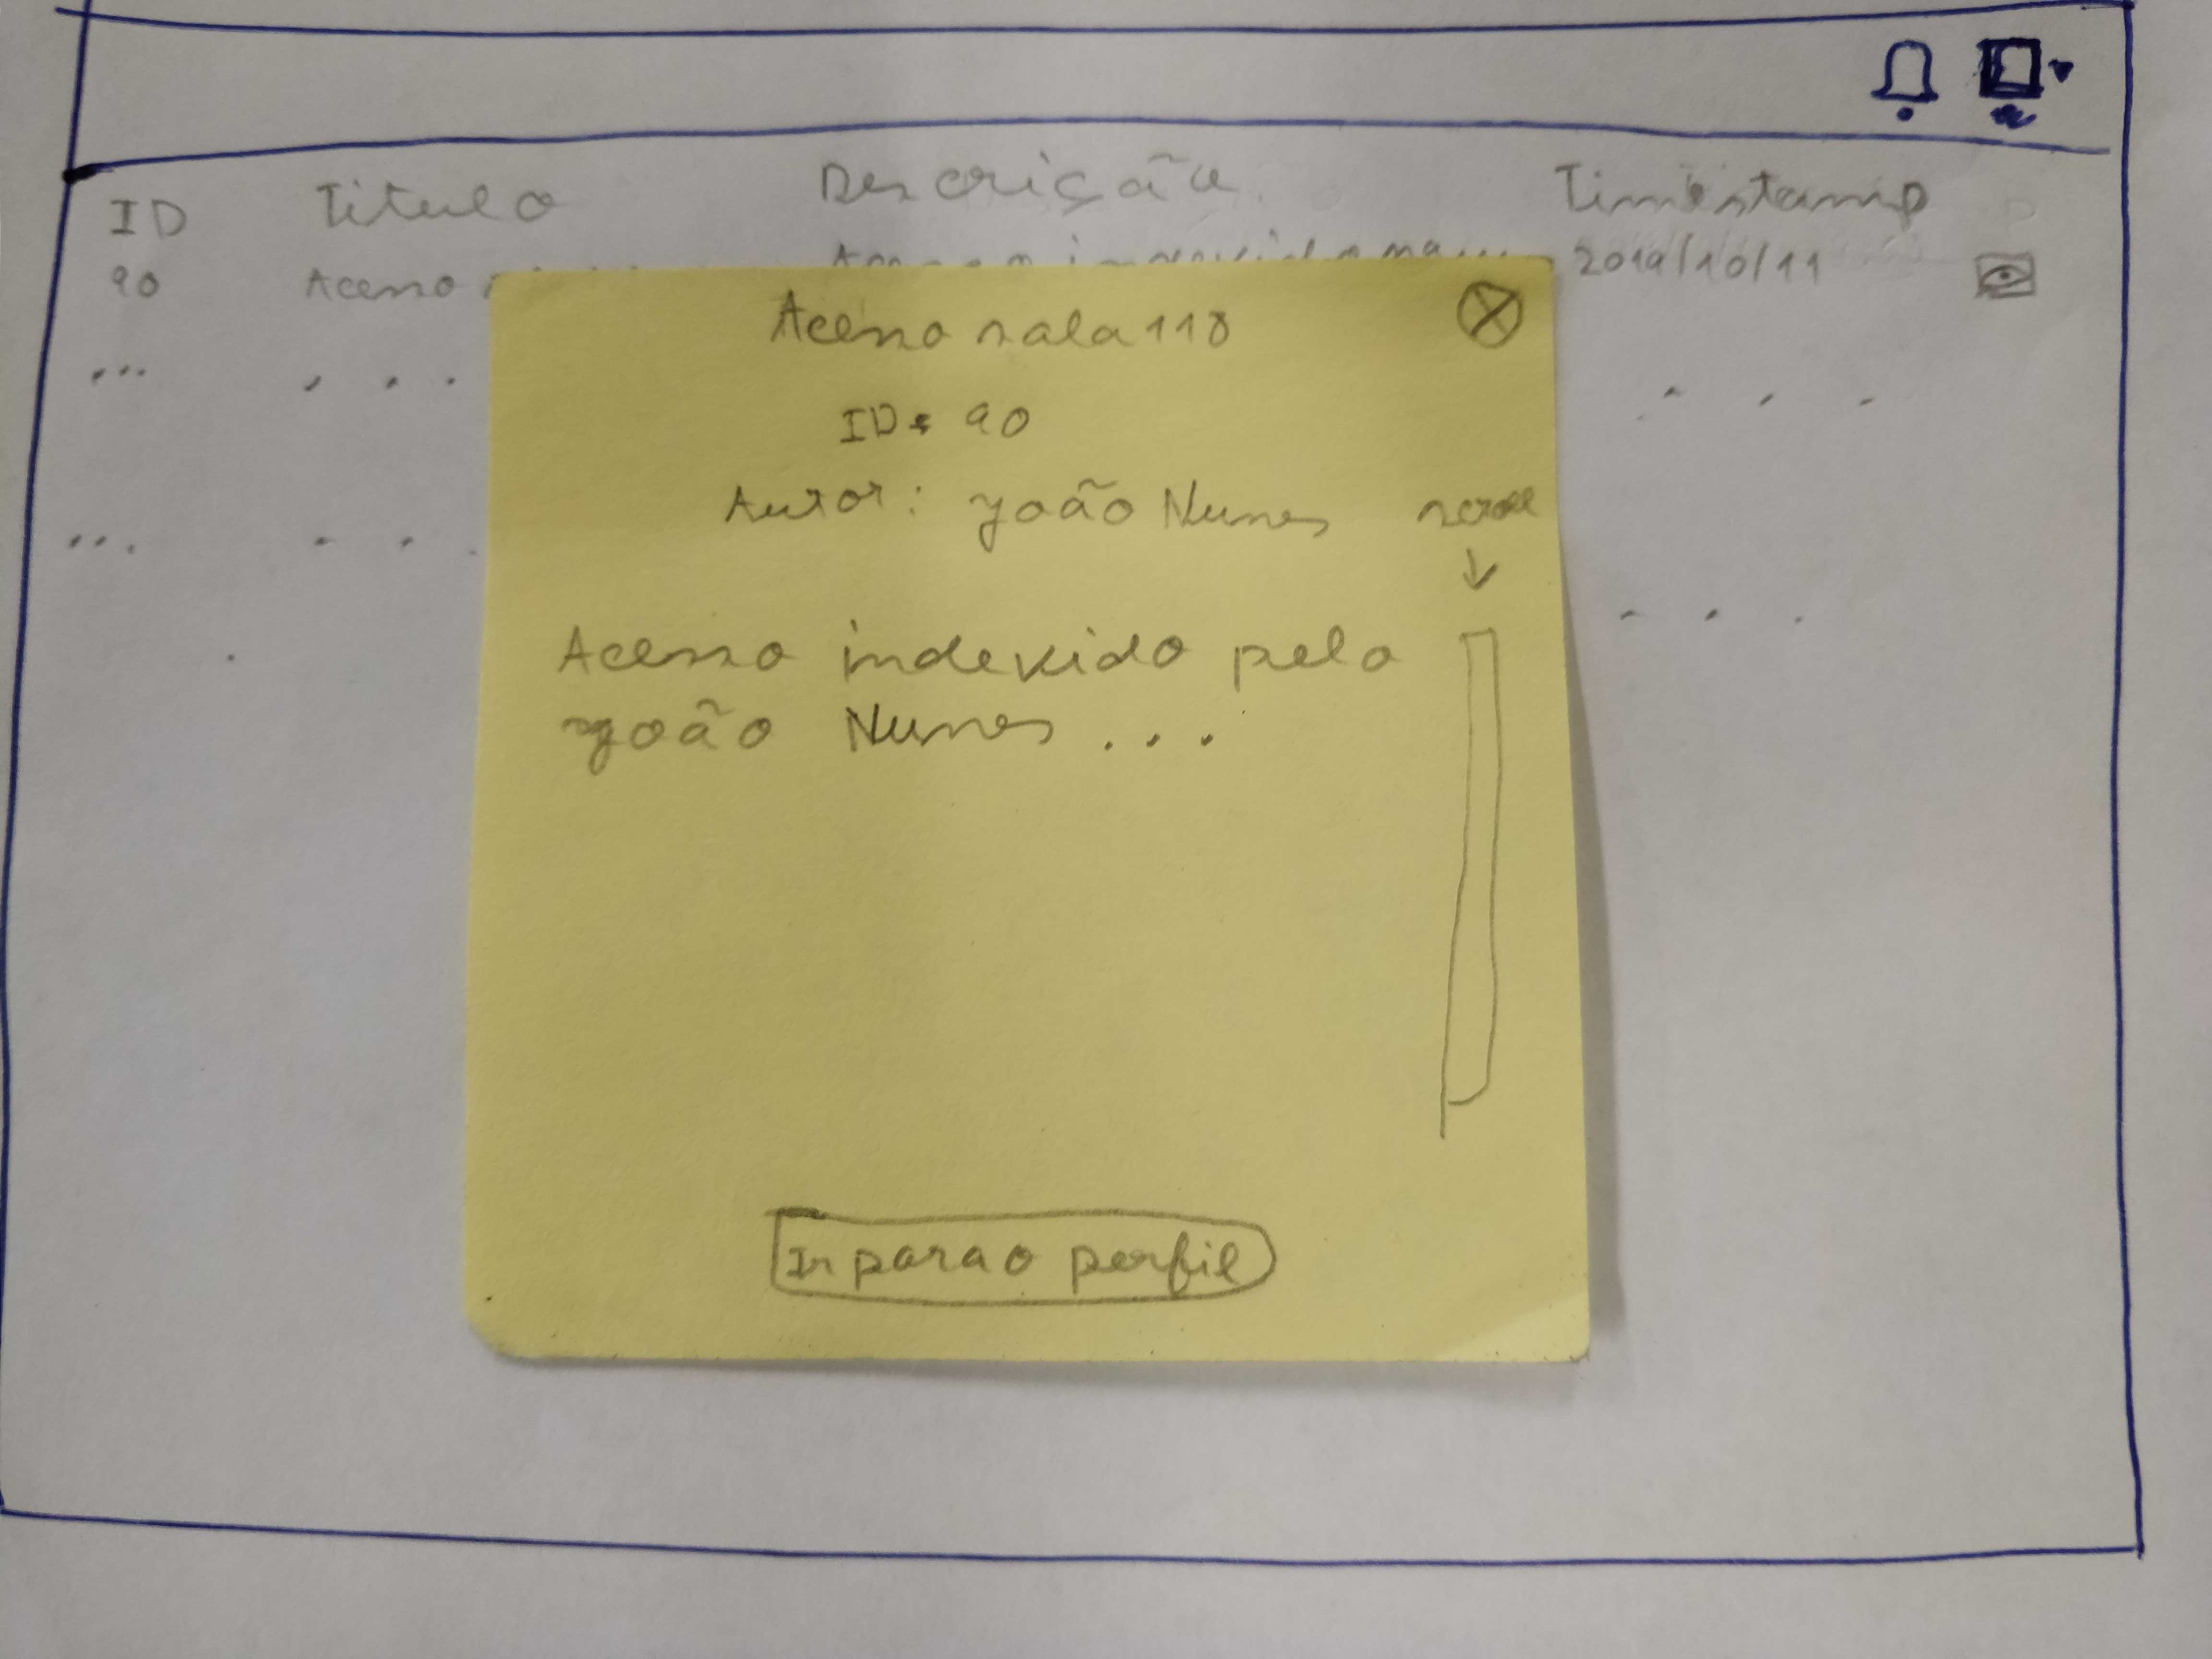 ID Titulo Descrição Timestamp
90 Acesso 2019/10/11
... ... ...
... ... ...
Acesso sala 118
ID: 90
Autor: João Nunes
scroll
Acesso indevido pelo
João Nunes ...
Ir para o perfil